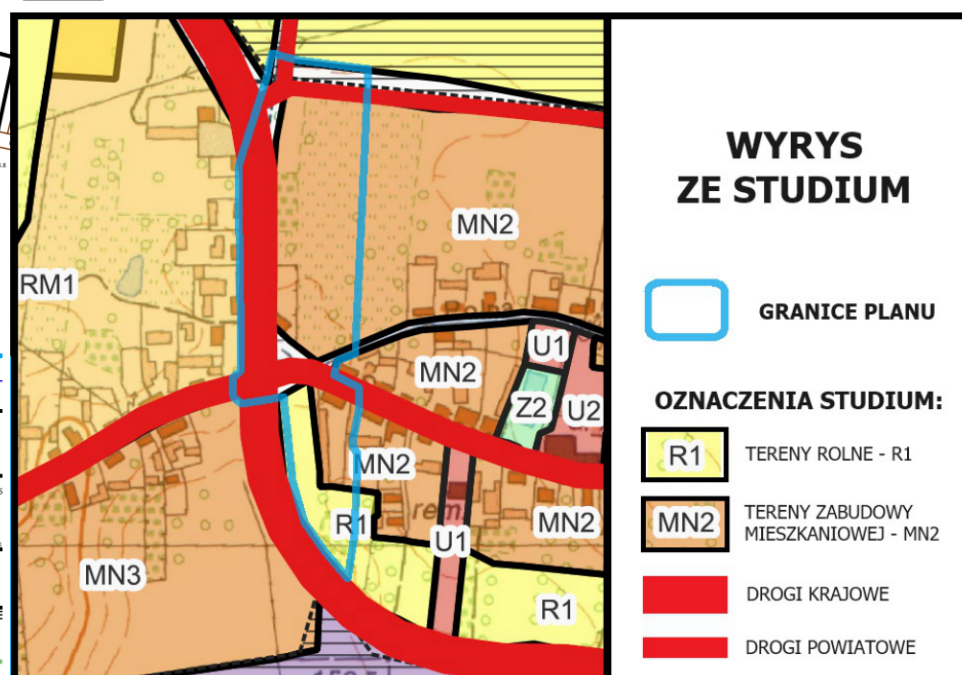 WYRYS
ZE STUDIUM
GRANICE PLANU
OZNACZENIA STUDIUM:
R1
TERENY ROLNE - R1
MN2
TERENY ZABUDOWY
MIESZKANIOWEJ - MN2
DROGI KRAJOWE
DROGI POWIATOWE
MN2
RM1
U1
MN2
Z2
U2
MN2
rem.
R1
U1
MN2
MN3
R1